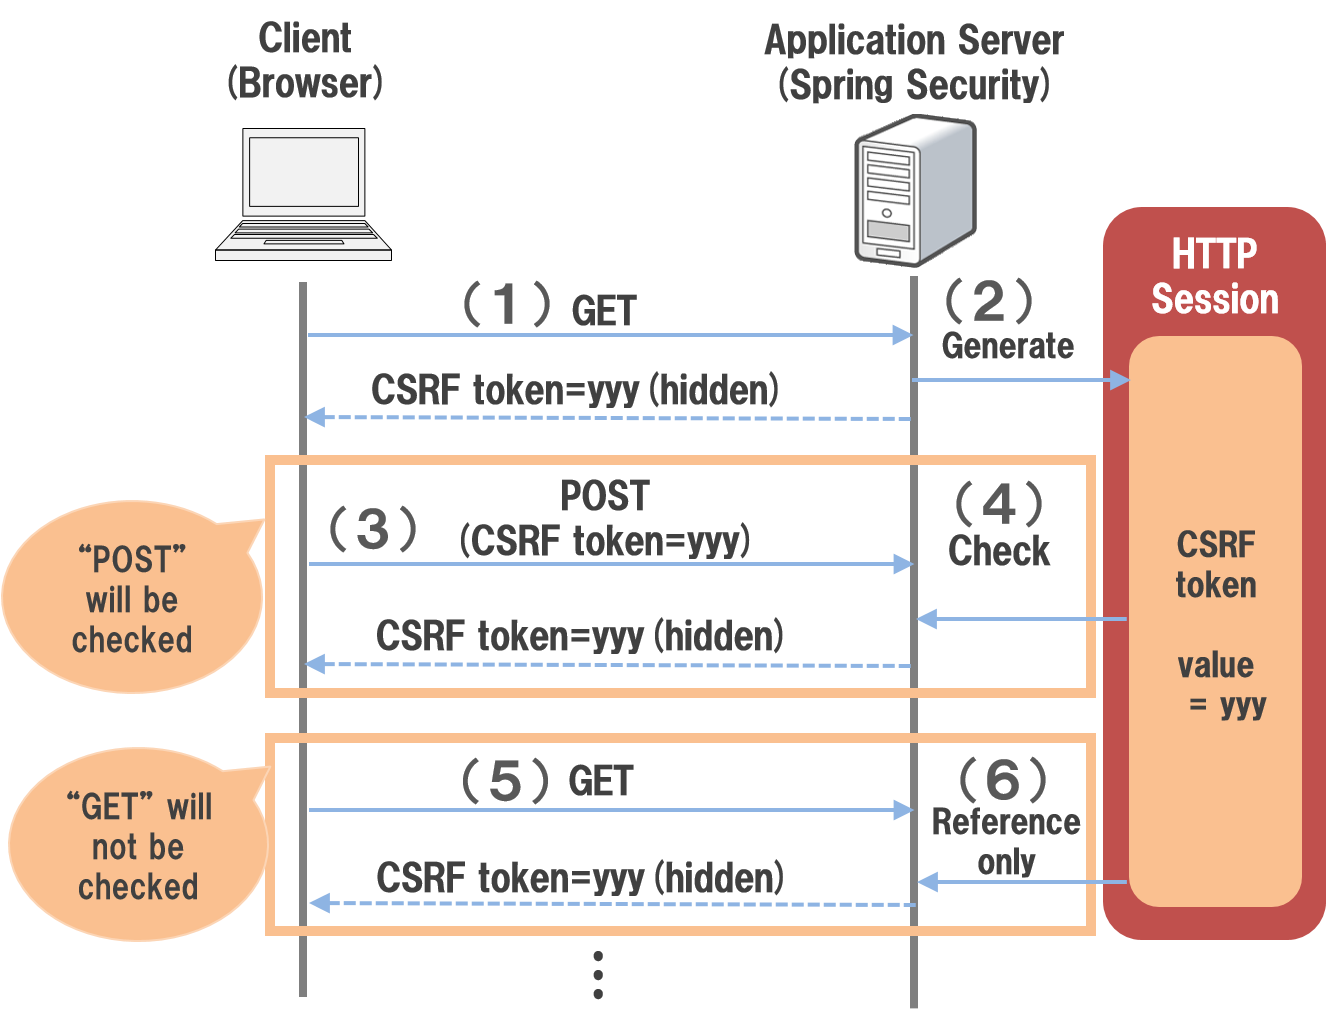 Client
(Browser)
Application Server
(Spring Security)
HTTP
Session
(1) GET
(2)
Generate
CSRF token=yyy (hidden)
“POST”
will be
checked
(3)
POST
(CSRF token=yyy)
(4)
Check
CSRF token=yyy (hidden)
CSRF
token
value
= yyy
“GET” will
not be
checked
(5) GET
(6)
Reference
only
CSRF token=yyy (hidden)